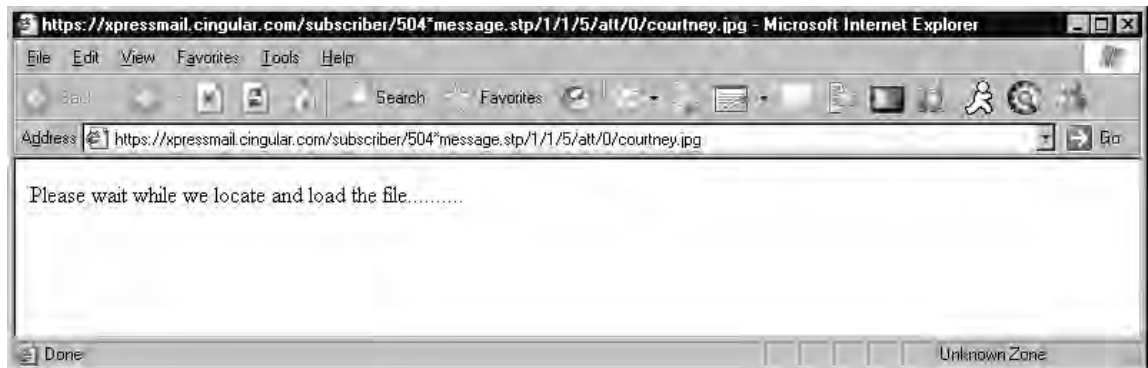 https://xpressmail.cingular.com/subscriber/504*message.stp/1/1/5/att/0/courtney.jpg - Microsoft Internet Explorer
File Edit View Favorites Tools Help
Back Search Favorites
Address https://xpressmail.cingular.com/subscriber/504*message.stp/1/1/5/att/0/courtney.jpg Go
Please wait while we locate and load the file..........
Done Unknown Zone